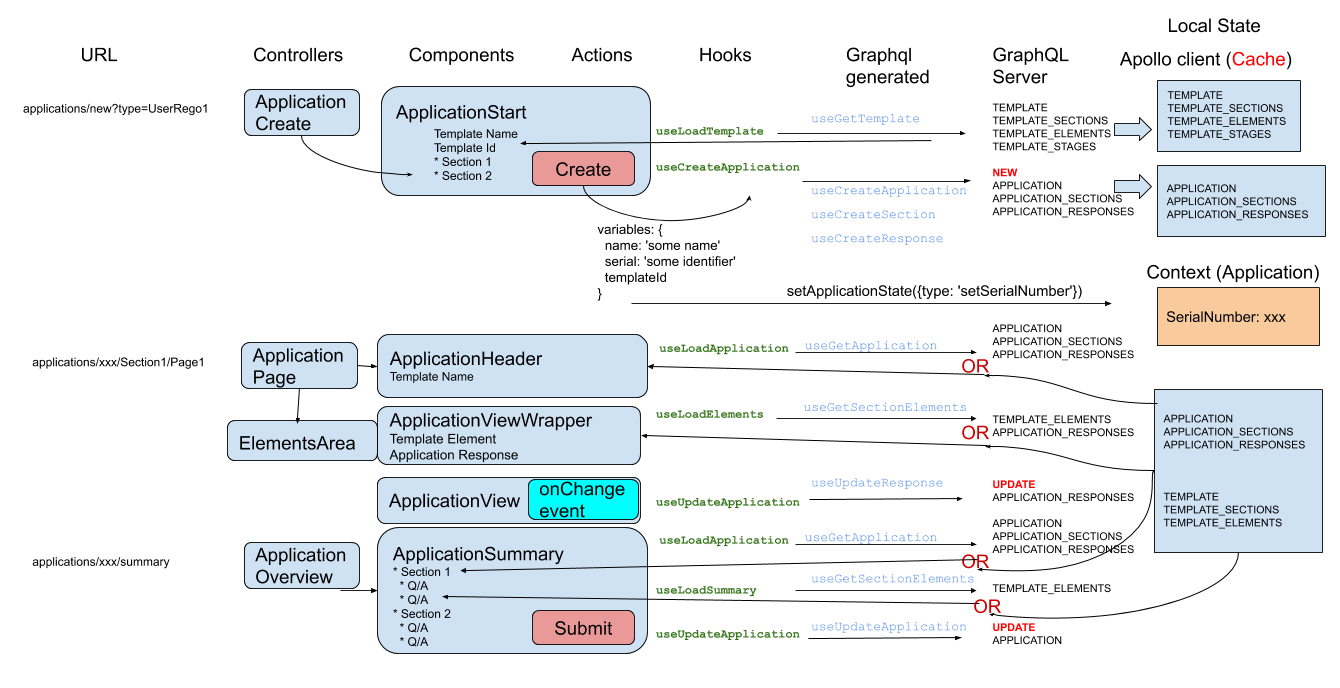 Local State
URL
Controllers
Components
Actions
Hooks
Graphql
generated
GraphQL
Server
Apollo client (Cache)
applications/new?type=UserRego1
Application
Create
ApplicationStart
Template Name
Template Id
* Section 1
* Section 2
Create
useLoadTemplate
useGetTemplate
TEMPLATE
TEMPLATE_SECTIONS
TEMPLATE_ELEMENTS
TEMPLATE_STAGES
TEMPLATE
TEMPLATE_SECTIONS
TEMPLATE_ELEMENTS
TEMPLATE_STAGES
useCreateApplication
useCreateApplication
useCreateSection
useCreateResponse
NEW
APPLICATION
APPLICATION_SECTIONS
APPLICATION_RESPONSES
APPLICATION
APPLICATION_SECTIONS
APPLICATION_RESPONSES
variables: {
name: 'some name'
serial: 'some identifier'
templateId
}
setApplicationState({type: 'setSerialNumber'})
Context (Application)
SerialNumber: xxx
applications/xxx/Section1/Page1
Application
Page
ApplicationHeader
Template Name
useLoadApplication
useGetApplication
APPLICATION
APPLICATION_SECTIONS
APPLICATION_RESPONSES
OR
ElementsArea
ApplicationViewWrapper
Template Element
Application Response
useLoadElements
useGetSectionElements
TEMPLATE_ELEMENTS
APPLICATION_RESPONSES
OR
APPLICATION
APPLICATION_SECTIONS
APPLICATION_RESPONSES
TEMPLATE
TEMPLATE_SECTIONS
TEMPLATE_ELEMENTS
ApplicationView
onChange
event
useUpdateApplication
useUpdateResponse
UPDATE
APPLICATION_RESPONSES
applications/xxx/summary
Application
Overview
ApplicationSummary
* Section 1
* Q/A
* Q/A
* Section 2
* Q/A
* Q/A
Submit
useLoadApplication
useGetApplication
APPLICATION
APPLICATION_SECTIONS
APPLICATION_RESPONSES
OR
useLoadSummary
useGetSectionElements
TEMPLATE_ELEMENTS
OR
useUpdateApplication
useUpdateApplication
UPDATE
APPLICATION